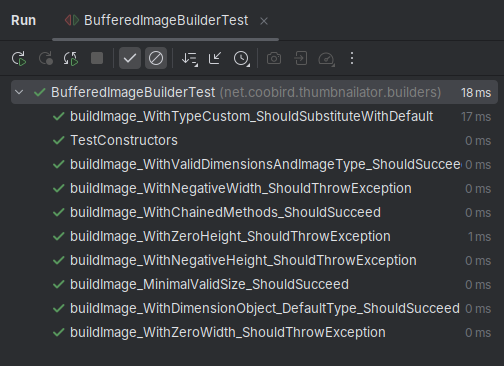 Run BufferedImageBuilderTest
BufferedImageBuilderTest (net.coobird.thumbnailator.builders) 18 ms
buildImage_WithTypeCustom_ShouldSubstituteWithDefault 17 ms
TestConstructors 0 ms
buildImage_WithValidDimensionsAndImageType_ShouldSucceed 0 ms
buildImage_WithNegativeWidth_ShouldThrowException 0 ms
buildImage_WithChainedMethods_ShouldSucceed 0 ms
buildImage_WithZeroHeight_ShouldThrowException 1 ms
buildImage_WithNegativeHeight_ShouldThrowException 0 ms
buildImage_MinimalValidSize_ShouldSucceed 0 ms
buildImage_WithDimensionObject_DefaultType_ShouldSucceed 0 ms
buildImage_WithZeroWidth_ShouldThrowException 0 ms